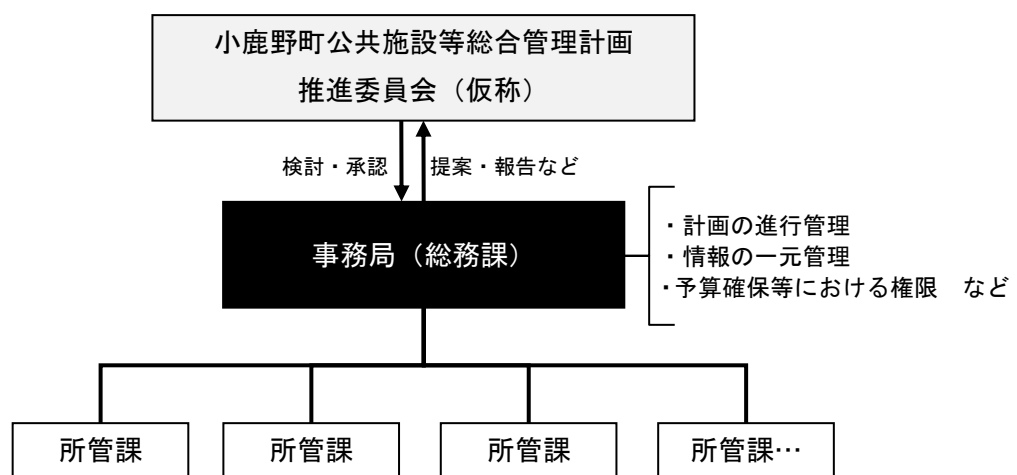 小鹿野町公共施設等総合管理計画
推進委員会（仮称）
検討・承認
提案・報告など
事務局（総務課）
・計画の進行管理
・情報の一元管理
・予算確保等における権限　など
所管課
所管課
所管課
所管課…